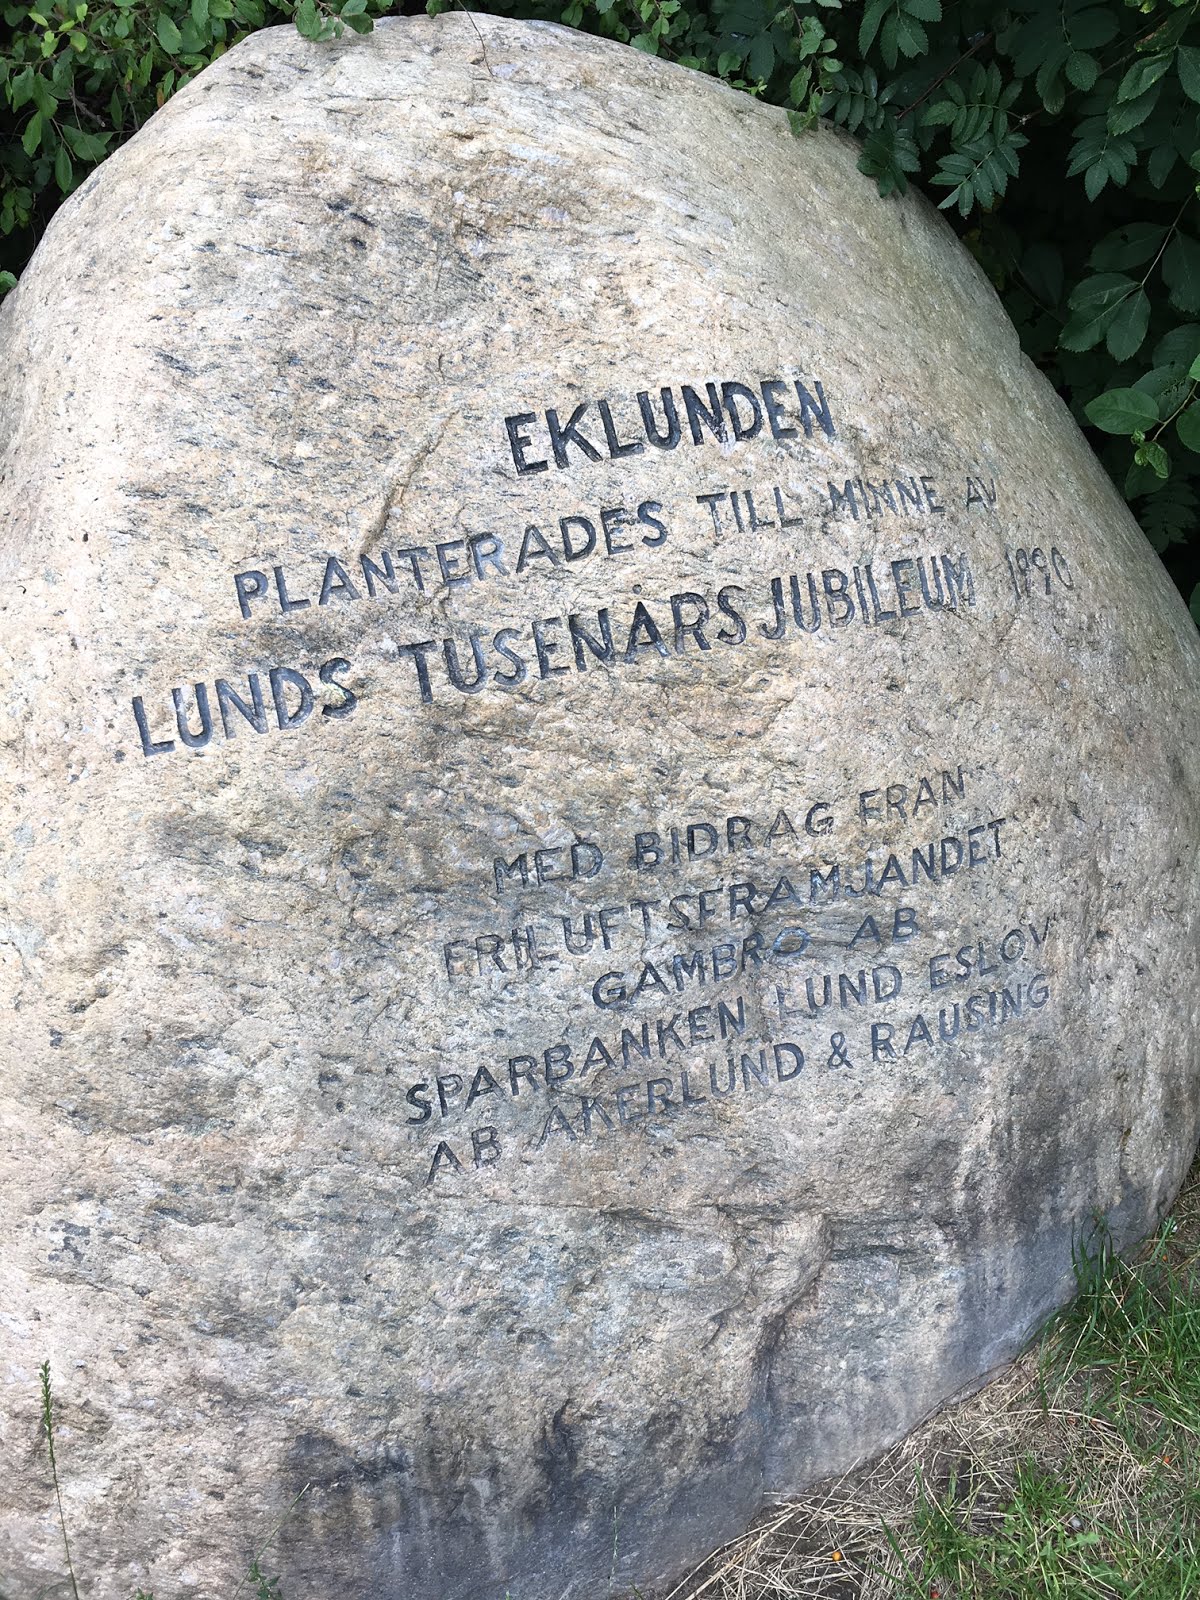 EKLUNDEN
PLANTERADES TILL MINNE AV
LUNDS TUSENÅRSJUBILEUM 1990
MED BIDRAG FRÅN
FRILUFTSFRÄMJANDET
GAMBRO AB
SPARBANKEN LUND ESLÖV
AB ÅKERLUND & RAUSING